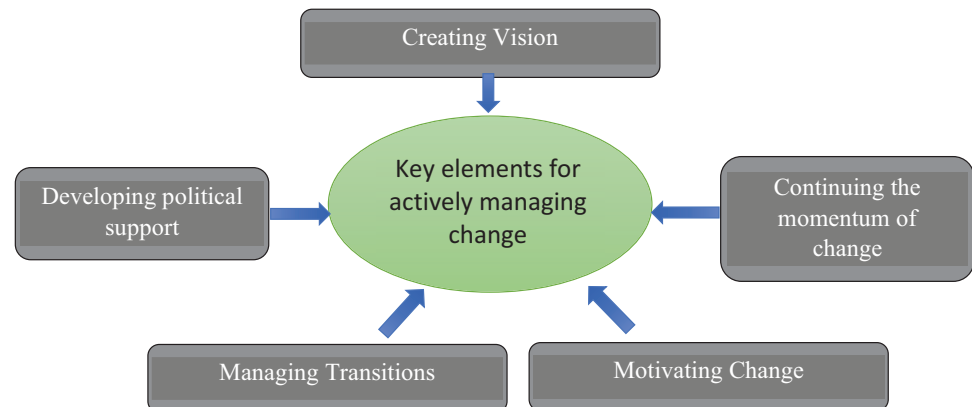 Creating Vision
Key elements for
actively managing
change
Developing political
support
Continuing the
momentum of
change
Managing Transitions
Motivating Change